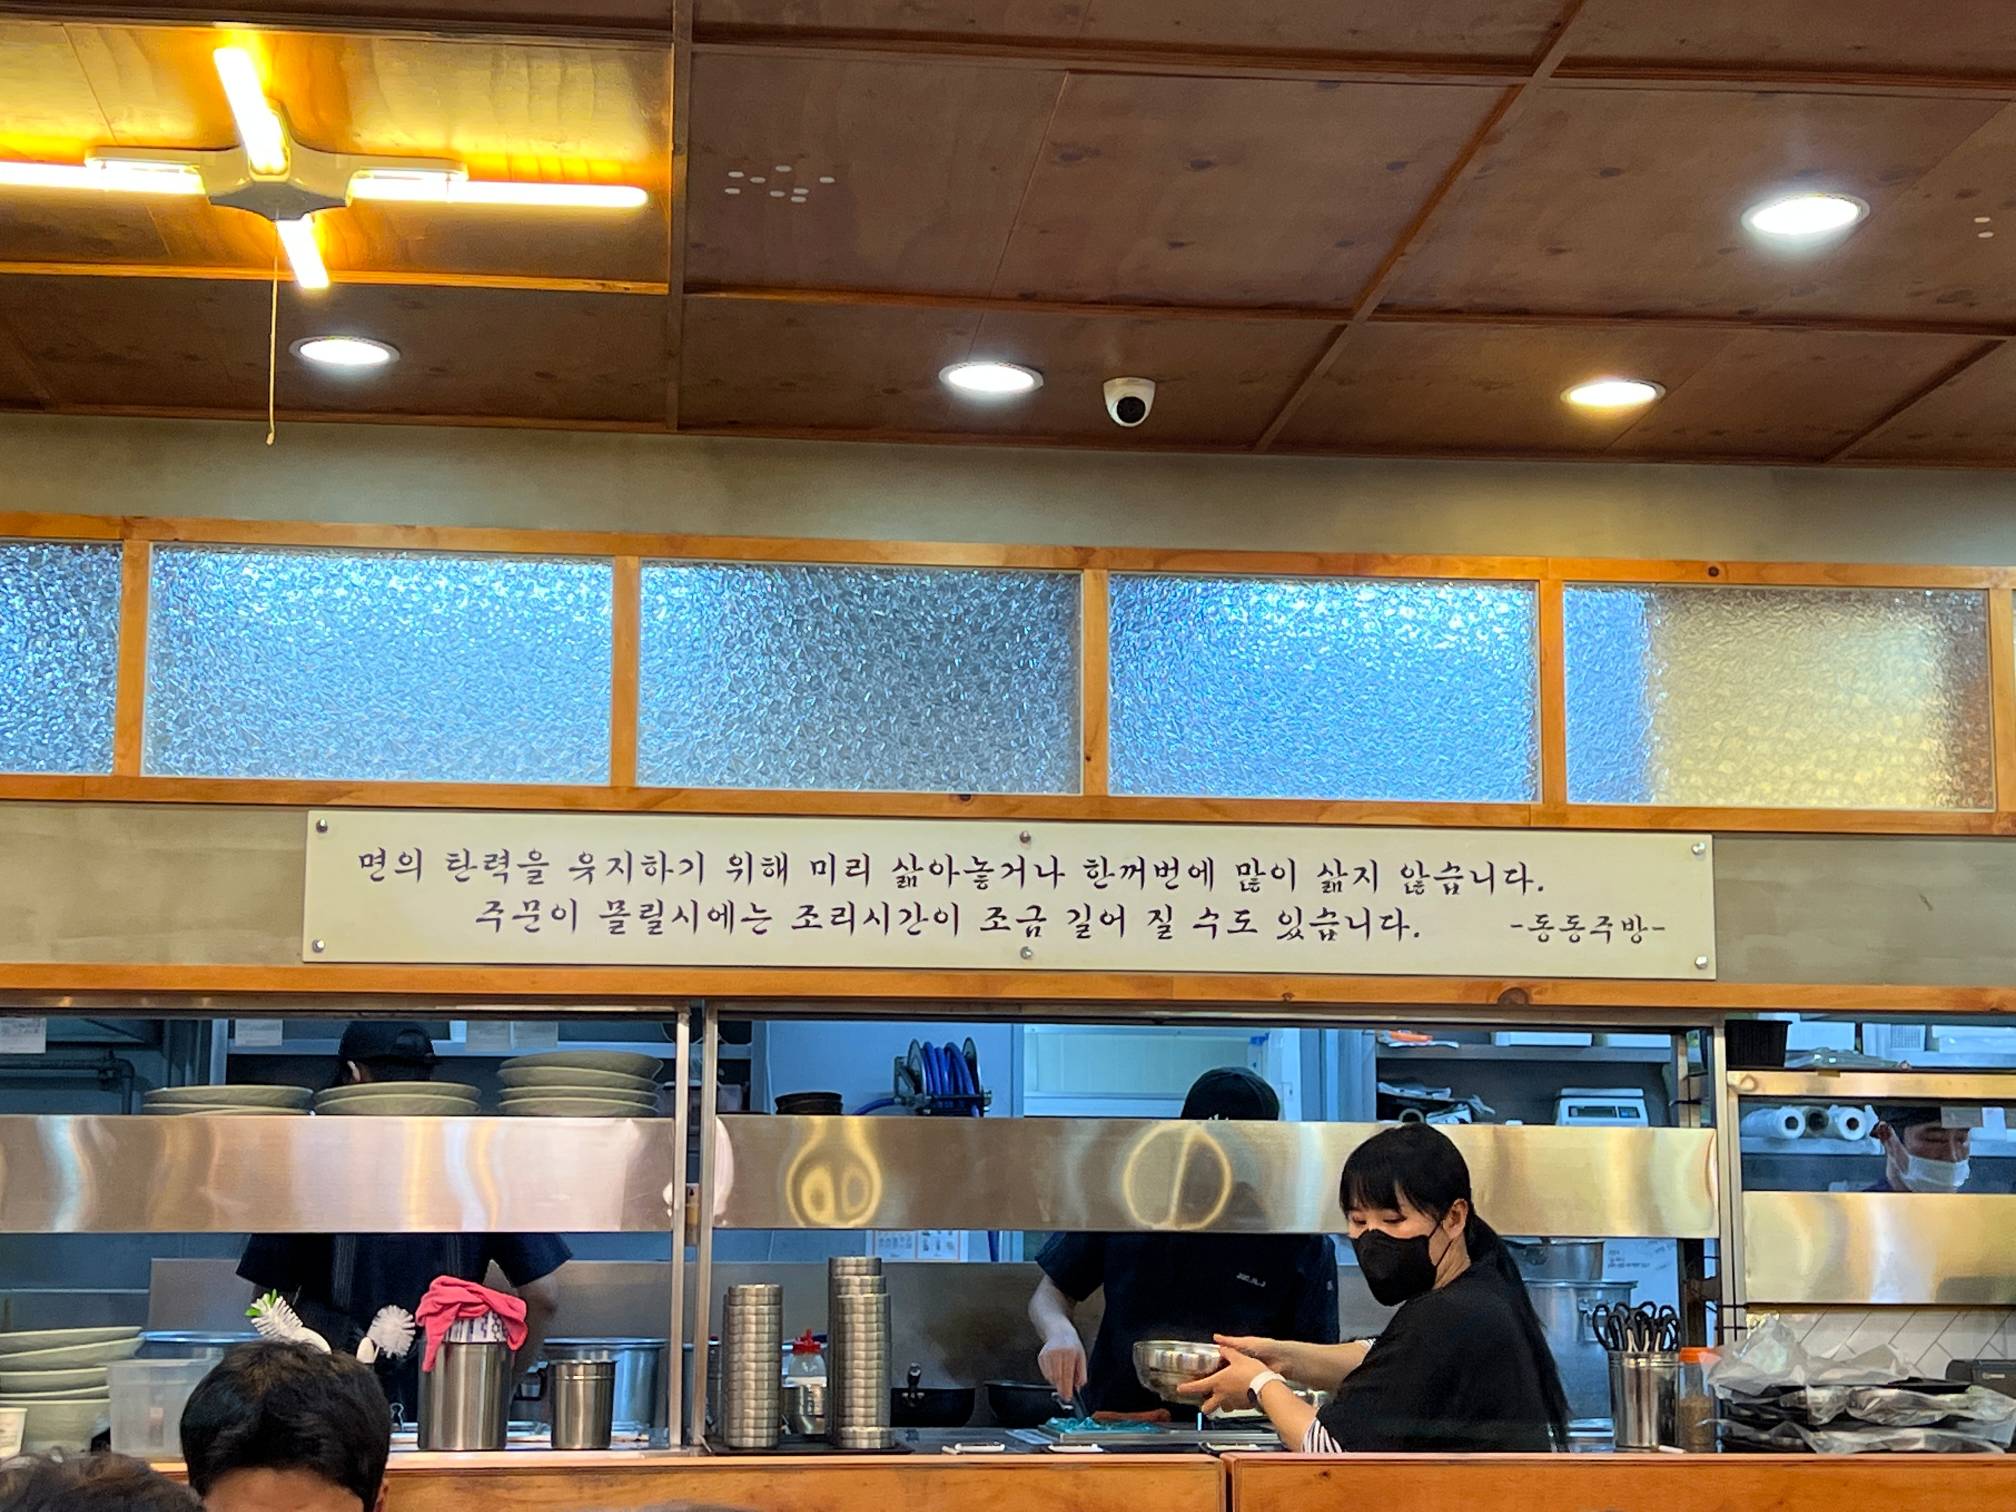 면의 탄력을 유지하기 위해 미리 삶아놓거나 한꺼번에 많이 삶지 않습니다.
주문이 몰릴시에는 조리시간이 조금 길어 질 수도 있습니다.
-동동주방-